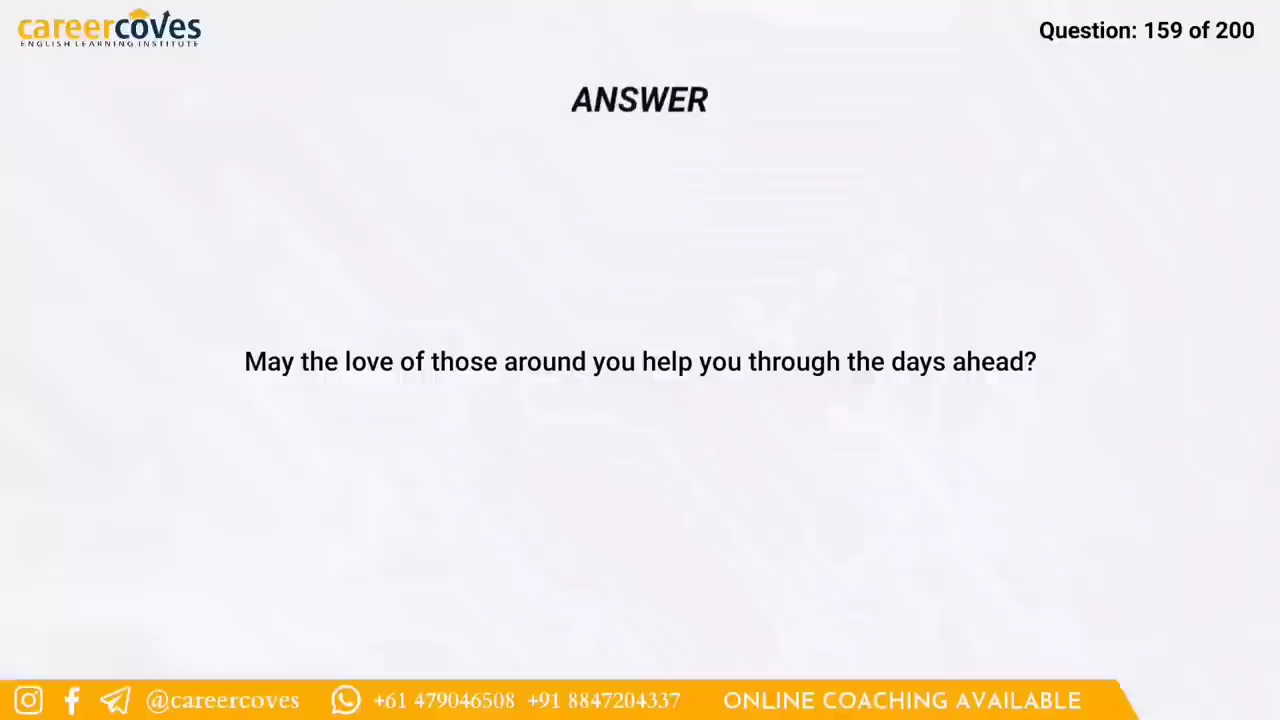 careercoves
ENGLISH LEARNING INSTITUTE
Question: 159 of 200
ANSWER
May the love of those around you help you through the days ahead?
@careercoves +61 479046508 +91 8847204337 ONLINE COACHING AVAILABLE